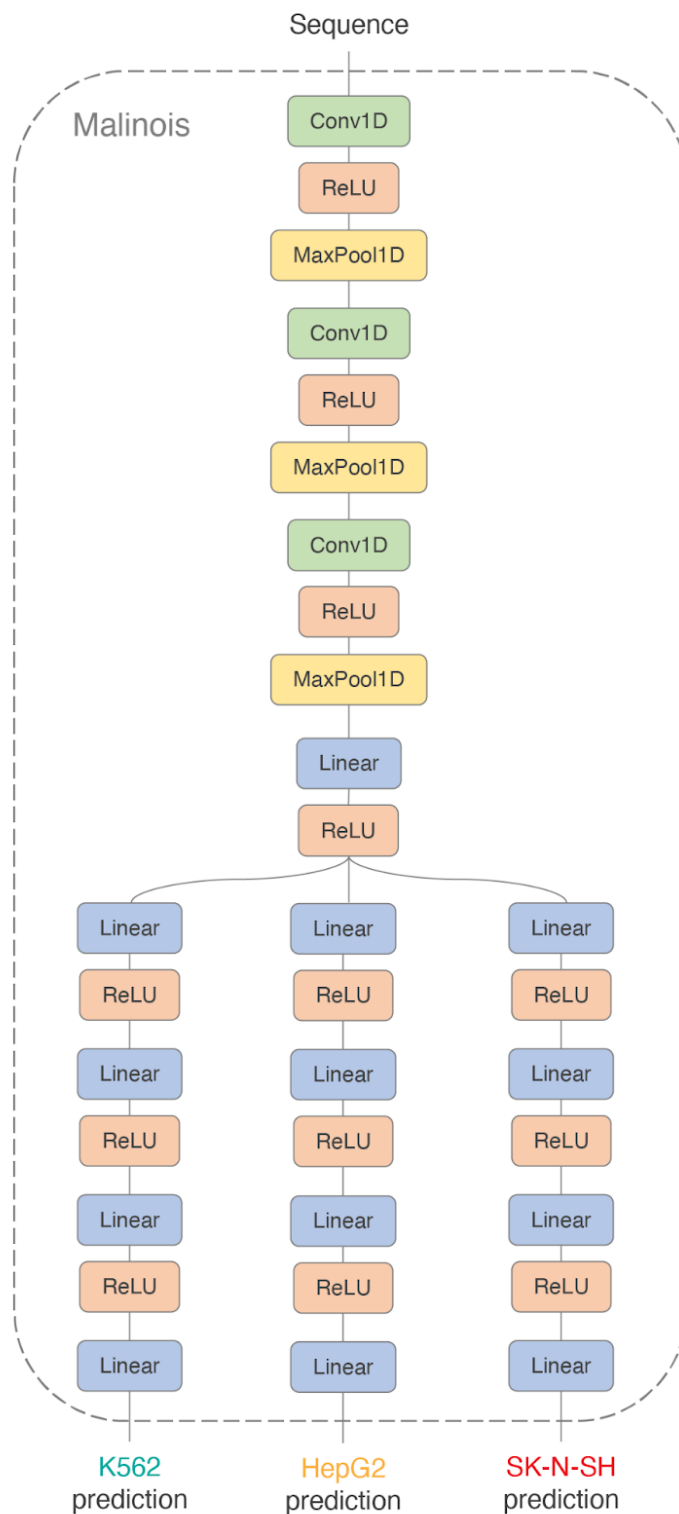 Sequence
Malinois
Conv1D
ReLU
MaxPool1D
Conv1D
ReLU
MaxPool1D
Conv1D
ReLU
MaxPool1D
Linear
ReLU
Linear Linear Linear
ReLU ReLU ReLU
Linear Linear Linear
ReLU ReLU ReLU
Linear Linear Linear
ReLU ReLU ReLU
Linear Linear Linear
K562 HepG2 SK-N-SH
prediction prediction prediction